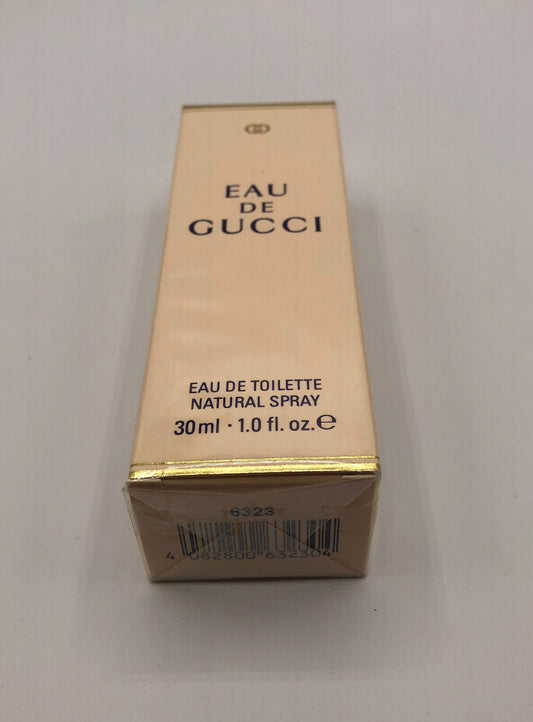 EAU
DE
GUCCI
EAU DE TOILETTE
NATURAL SPRAY
30ml · 1.0 fl. oz. ℮
6323
4 082800 632304